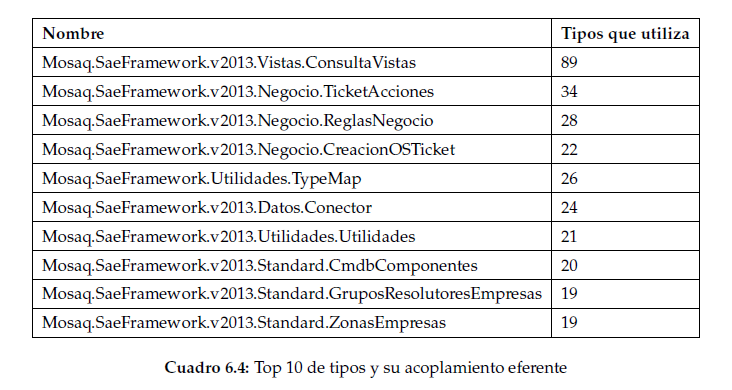 Nombre Tipos que utiliza
Mosaq.SaeFramework.v2013.Vistas.ConsultaVistas 89
Mosaq.SaeFramework.v2013.Negocio.TicketAcciones 34
Mosaq.SaeFramework.v2013.Negocio.ReglasNegocio 28
Mosaq.SaeFramework.v2013.Negocio.CreacionOSTicket 22
Mosaq.SaeFramework.Utilidades.TypeMap 26
Mosaq.SaeFramework.v2013.Datos.Conector 24
Mosaq.SaeFramework.v2013.Utilidades.Utilidades 21
Mosaq.SaeFramework.v2013.Standard.CmdbComponentes 20
Mosaq.SaeFramework.v2013.Standard.GruposResolutoresEmpresas 19
Mosaq.SaeFramework.v2013.Standard.ZonasEmpresas 19
Cuadro 6.4: Top 10 de tipos y su acoplamiento eferente